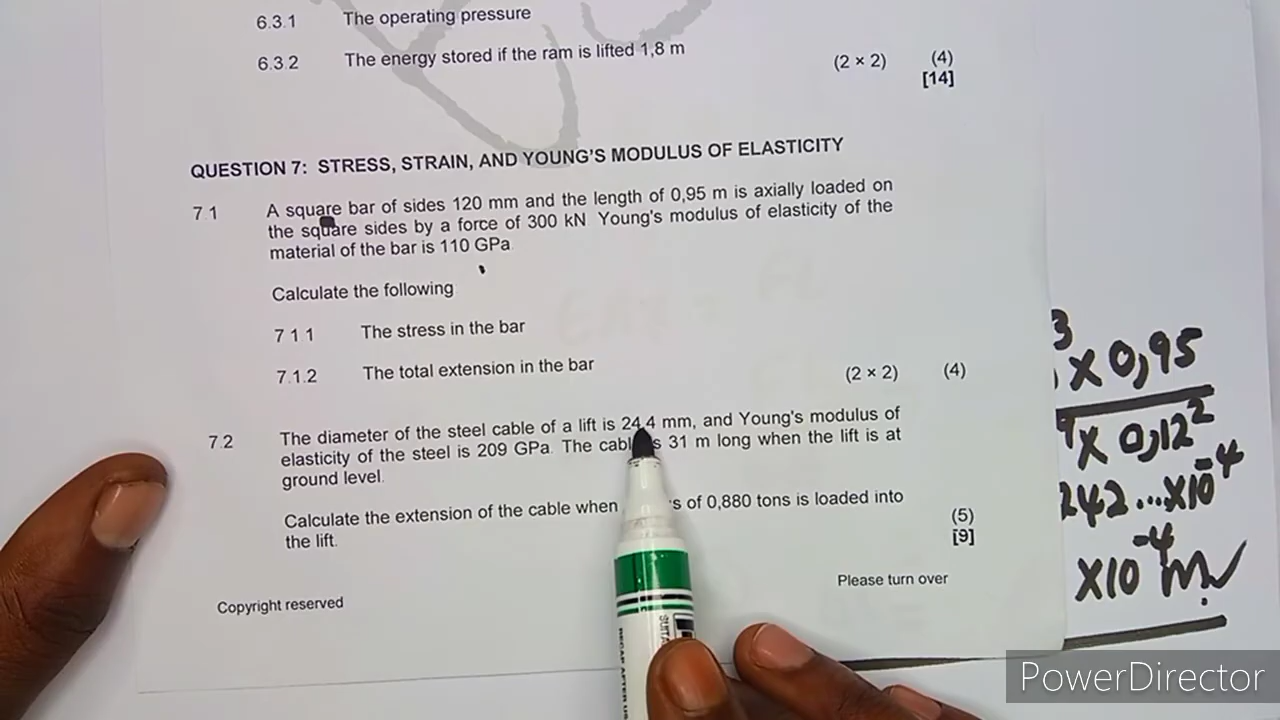 6.3.1 The operating pressure
6.3.2 The energy stored if the ram is lifted 1,8 m
(2 × 2) (4)
[14]
QUESTION 7: STRESS, STRAIN, AND YOUNG'S MODULUS OF ELASTICITY
7.1 A square bar of sides 120 mm and the length of 0,95 m is axially loaded on
the square sides by a force of 300 kN. Young's modulus of elasticity of the
material of the bar is 110 GPa.
Calculate the following
7.1.1 The stress in the bar
7.1.2 The total extension in the bar
(2 × 2) (4)
7.2 The diameter of the steel cable of a lift is 24,4 mm, and Young's modulus of
elasticity of the steel is 209 GPa. The 31 m long when the lift is at
ground level.
Calculate the extension of the cable when of 0,880 tons is loaded into
the lift.
(5)
[9]
Please turn over
Copyright reserved
3 × 0,95
9 × 0,12²
242...×10⁻⁴
×10⁻⁴ m
PowerDirector